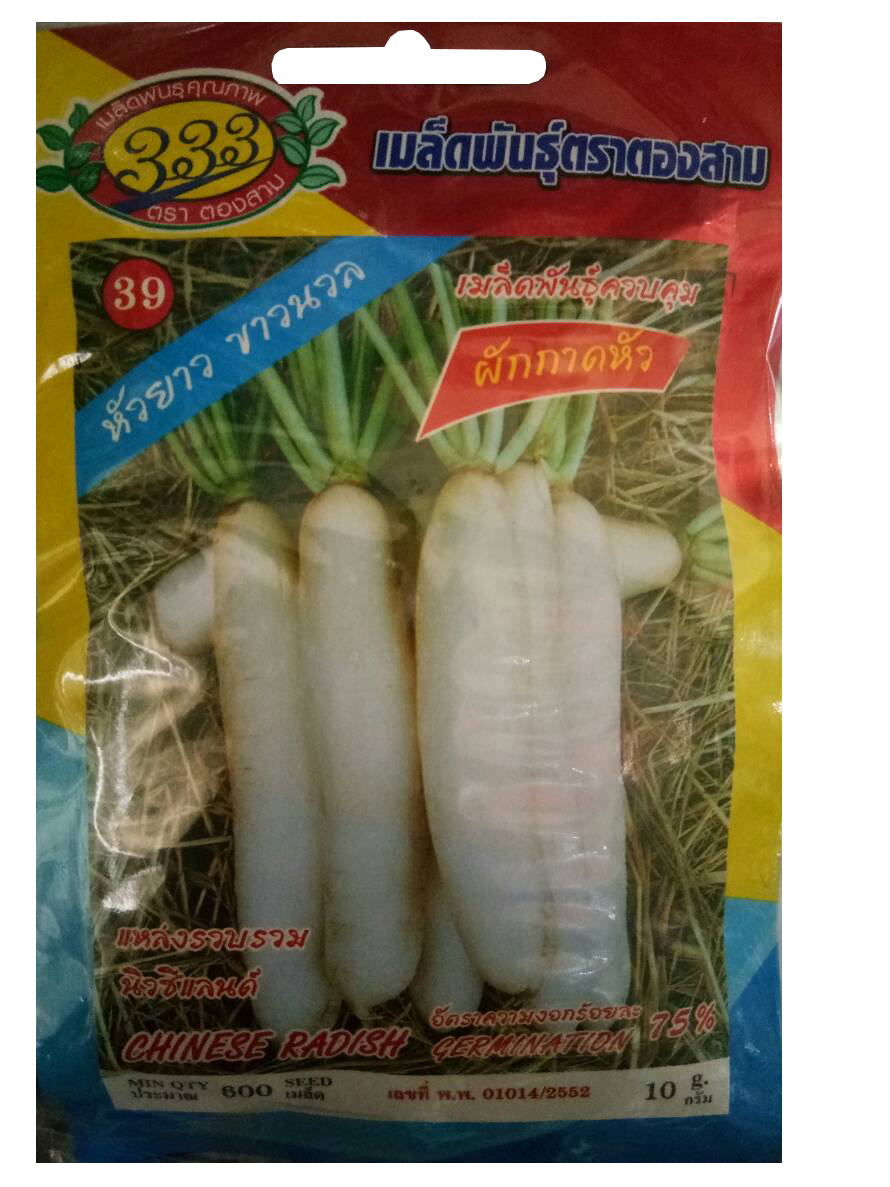 เมล็ดพันธุ์คุณภาพ
333
ตรา ตองสาม
เมล็ดพันธุ์ตราตองสาม
39
หัวยาว ขาวนวล
เมล็ดพันธุ์ควบคุม
ผักกาดหัว
แหล่งรวบรวม
นิวซีแลนด์
อัตราความงอกร้อยละ 75%
CHINESE RADISH GERMINATION
MIN QTY 600 SEED
ประมาณ เมล็ด
เลขที่ พ.พ. 01014/2552
10 g.
กรัม